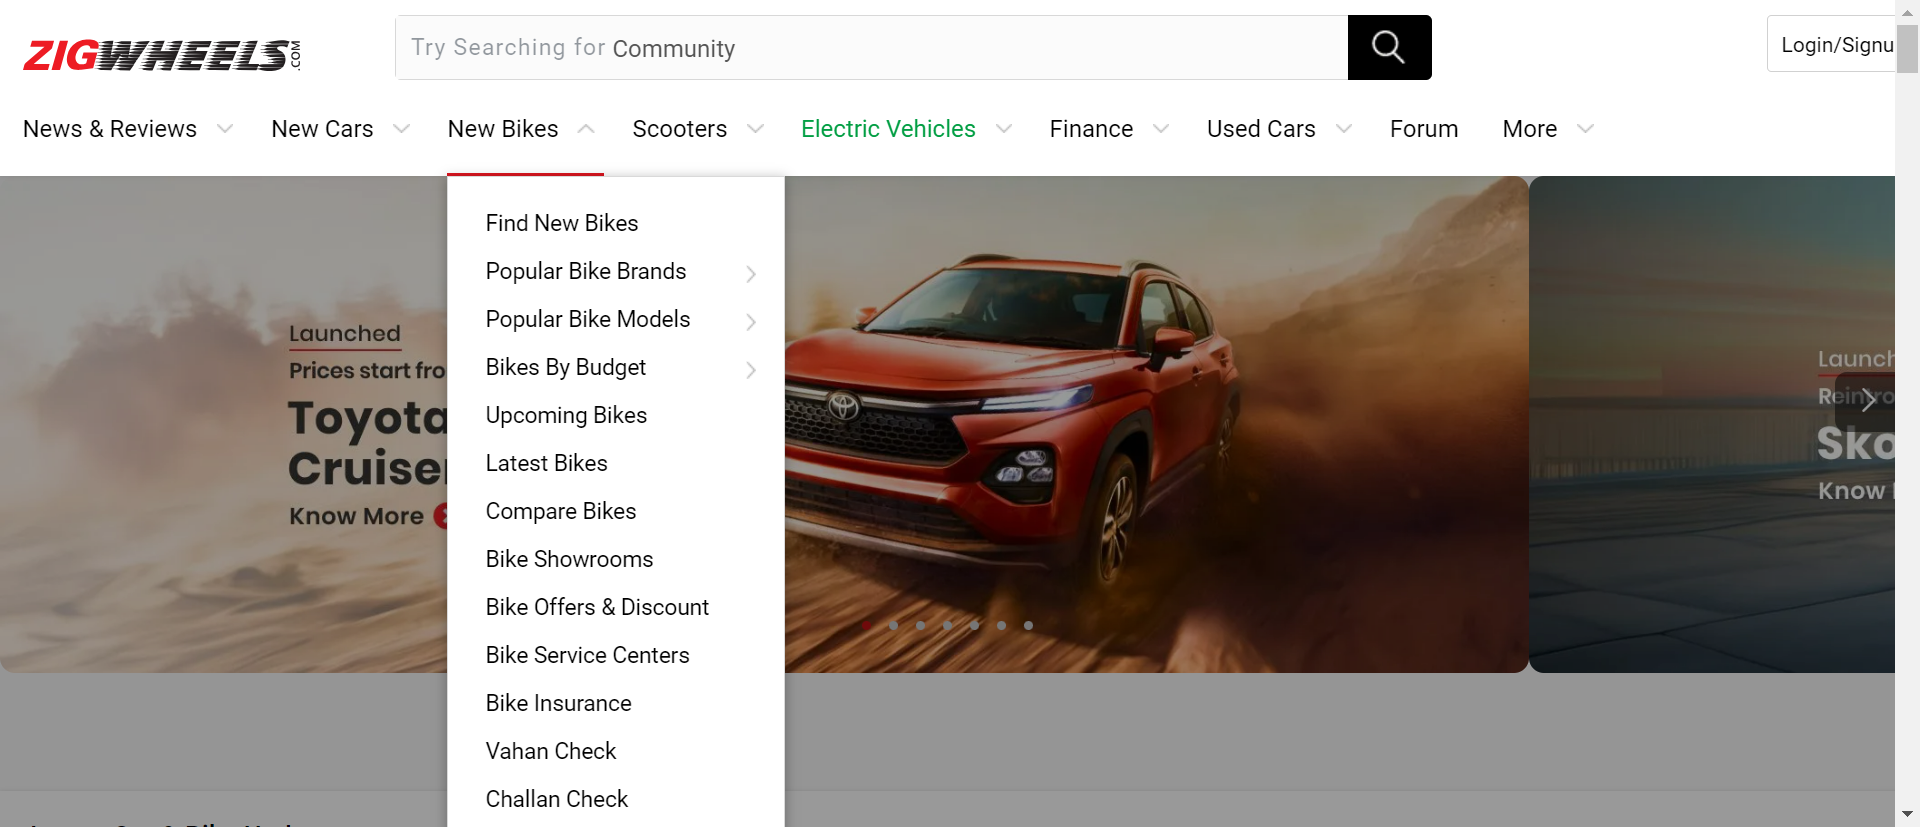 ZIGWHEELS.COM
Try Searching for Community
Login/Signu
News & Reviews New Cars New Bikes Scooters Electric Vehicles Finance Used Cars Forum More
Find New Bikes
Popular Bike Brands
Popular Bike Models
Bikes By Budget
Upcoming Bikes
Latest Bikes
Compare Bikes
Bike Showrooms
Bike Offers & Discount
Bike Service Centers
Bike Insurance
Vahan Check
Challan Check
Launched
Prices start fro
Toyota
Cruiser
Know More
Launch
Reintro
Sko
Know